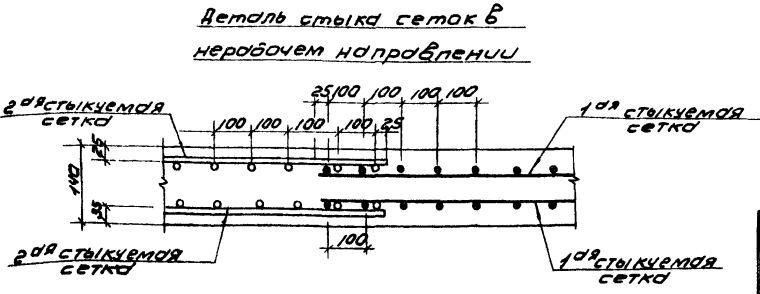 Деталь стыка сеток в
нерабочем направлении
25 100 100 100 100
2ая стыкуемая
сетка
1ая стыкуемая
сетка
100 100 100 100 25
25
140
35
100
2ая стыкуемая
сетка
1ая стыкуемая
сетка